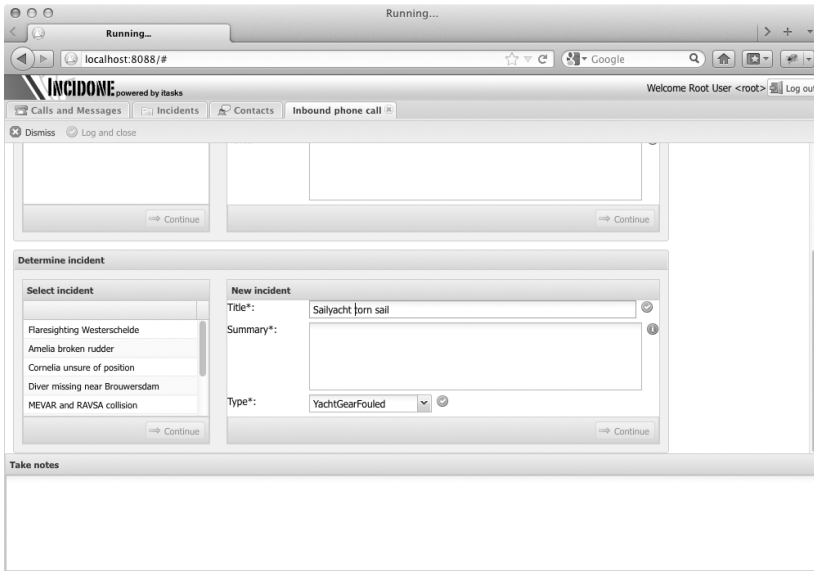 Running...
Running...
localhost:8088/#
Google
INCIDONE powered by itasks
Welcome Root User <root>
Log out
Calls and Messages
Incidents
Contacts
Inbound phone call
Dismiss
Log and close
Continue
Continue
Determine incident
Select incident
New incident
Title*:
Sailyacht torn sail
Flaresighting Westerschelde
Summary*:
Amelia broken rudder
Cornelia unsure of position
Diver missing near Brouwersdam
MEVAR and RAVSA collision
Type*:
YachtGearFouled
Continue
Continue
Take notes